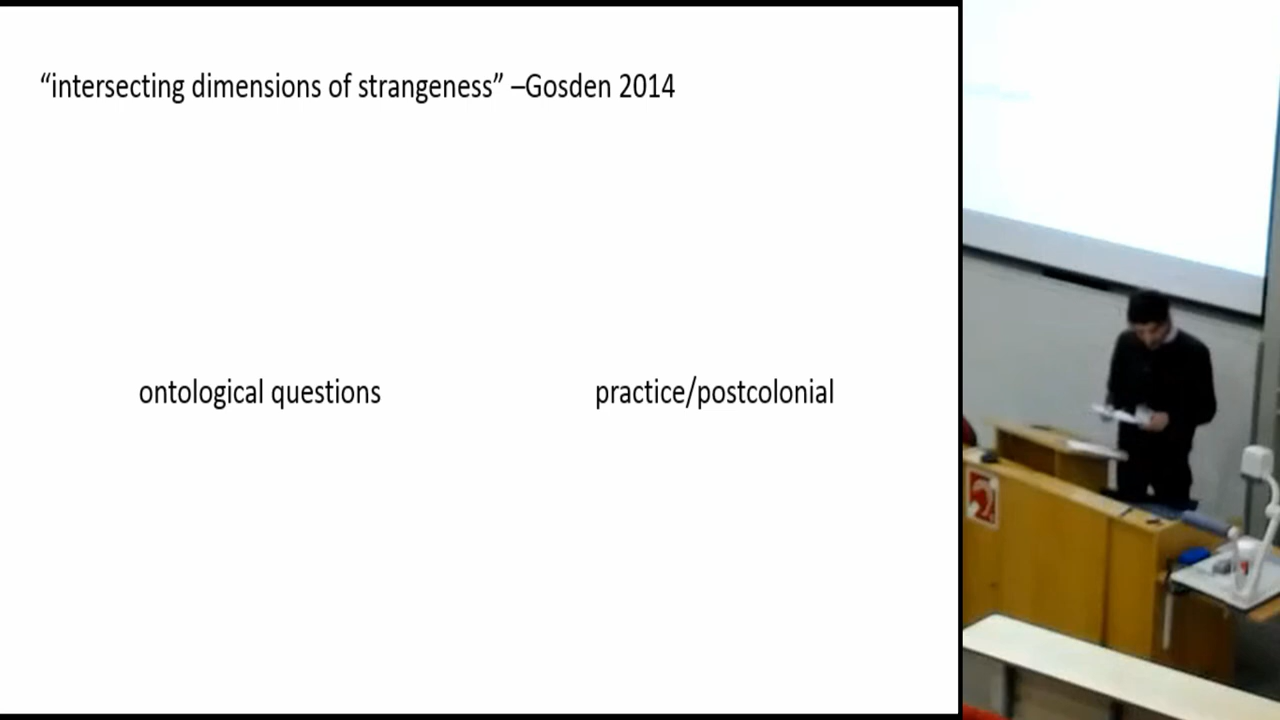 “intersecting dimensions of strangeness” –Gosden 2014
ontological questions
practice/postcolonial